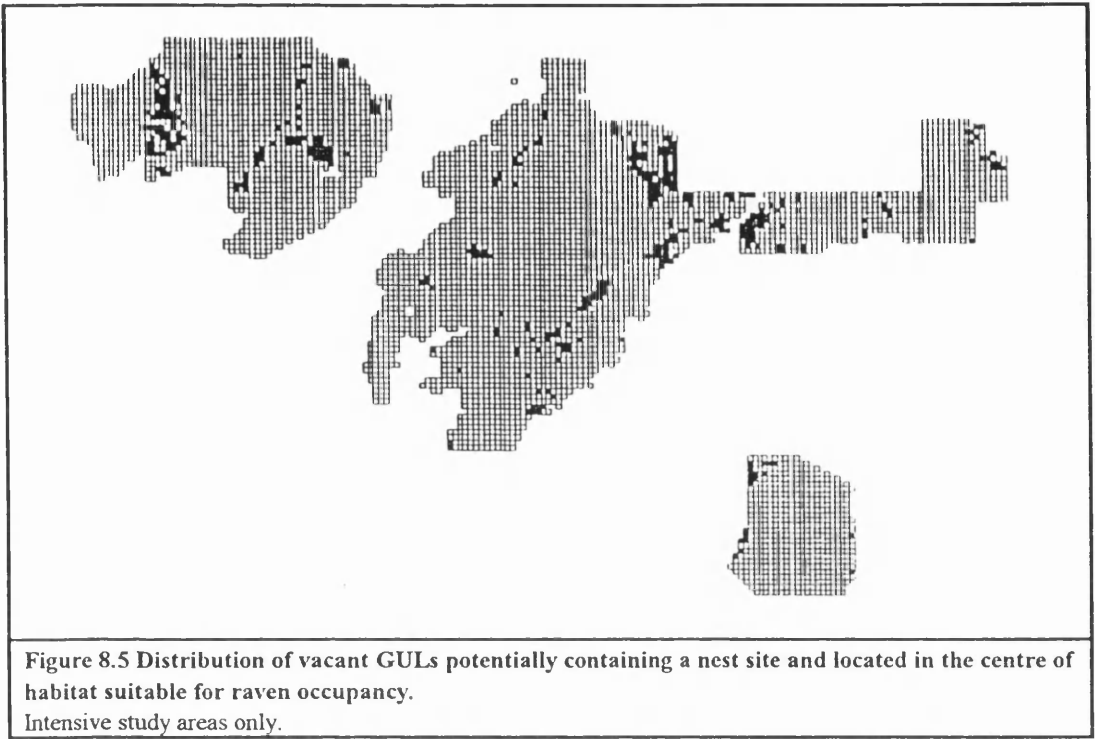 Figure 8.5 Distribution of vacant GULs potentially containing a nest site and located in the centre of
habitat suitable for raven occupancy.
Intensive study areas only.